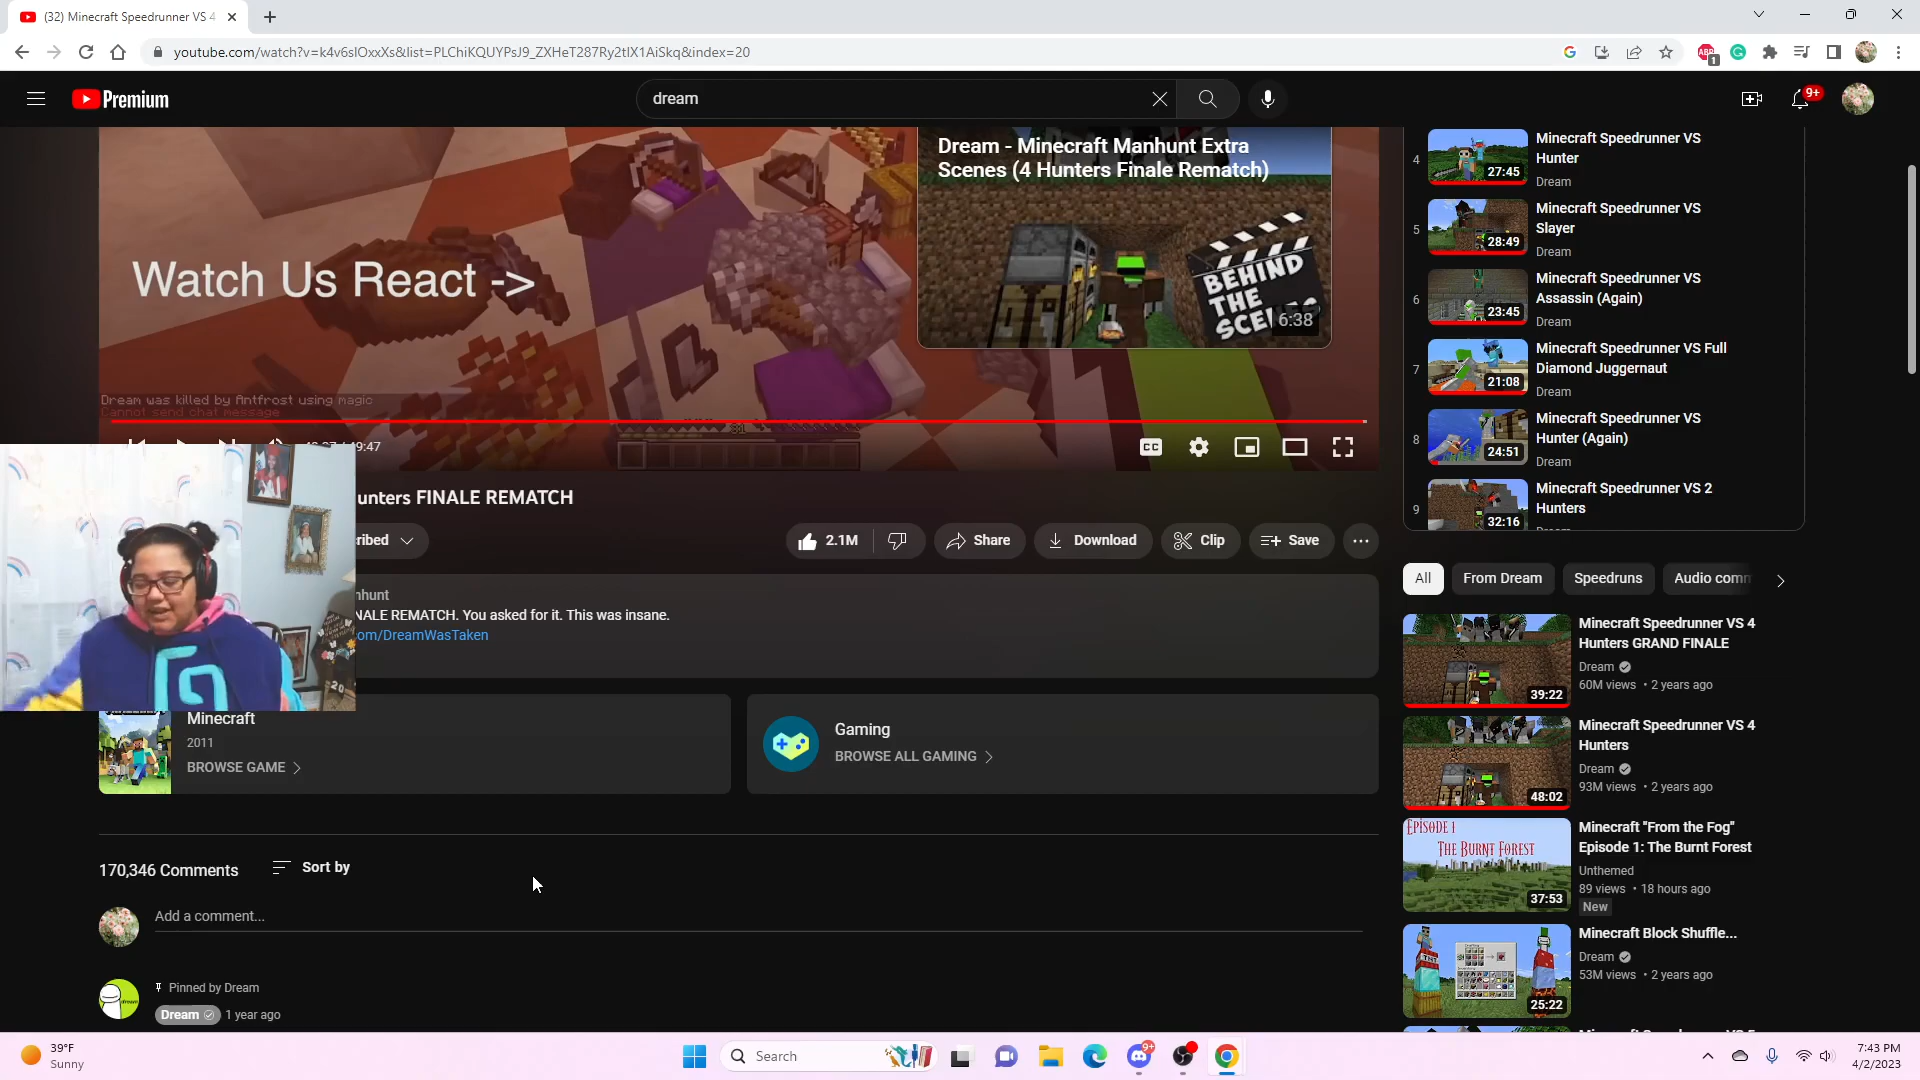 (32) Minecraft Speedrunner VS 4
youtube.com/watch?v=k4v6sIOxxXs&list=PLChiKQUYPsJ9_ZXHeT287Ry2tIX1AiSkq&index=20
ABP
1
Premium
dream
9+
Dream - Minecraft Manhunt Extra
Scenes (4 Hunters Finale Rematch)
Watch Us React ->
BEHIND
THE
6:38
Dream was killed by Antfrost using magic
Cannot send chat message
31
CC
unters FINALE REMATCH
2.1M
Share
Download
Clip
Save
NALE REMATCH. You asked for it. This was insane.
om/DreamWasTaken
Minecraft
2011
BROWSE GAME
Gaming
BROWSE ALL GAMING
170,346 Comments
Sort by
Add a comment...
Pinned by Dream
Dream
1 year ago
4
27:45
Minecraft Speedrunner VS
Hunter
Dream
5
28:49
Minecraft Speedrunner VS
Slayer
Dream
6
23:45
Minecraft Speedrunner VS
Assassin (Again)
Dream
7
21:08
Minecraft Speedrunner VS Full
Diamond Juggernaut
Dream
8
24:51
Minecraft Speedrunner VS
Hunter (Again)
Dream
9
32:16
Minecraft Speedrunner VS 2
Hunters
All
From Dream
Speedruns
Audio comm
39:22
Minecraft Speedrunner VS 4
Hunters GRAND FINALE
Dream
60M views • 2 years ago
48:02
Minecraft Speedrunner VS 4
Hunters
Dream
93M views • 2 years ago
EPISODE 1
THE BURNT FOREST
37:53
Minecraft "From the Fog"
Episode 1: The Burnt Forest
Unthemed
89 views • 18 hours ago
New
25:22
Minecraft Block Shuffle...
Dream
53M views • 2 years ago
39°F
Sunny
Search
9+
7:43 PM
4/2/2023